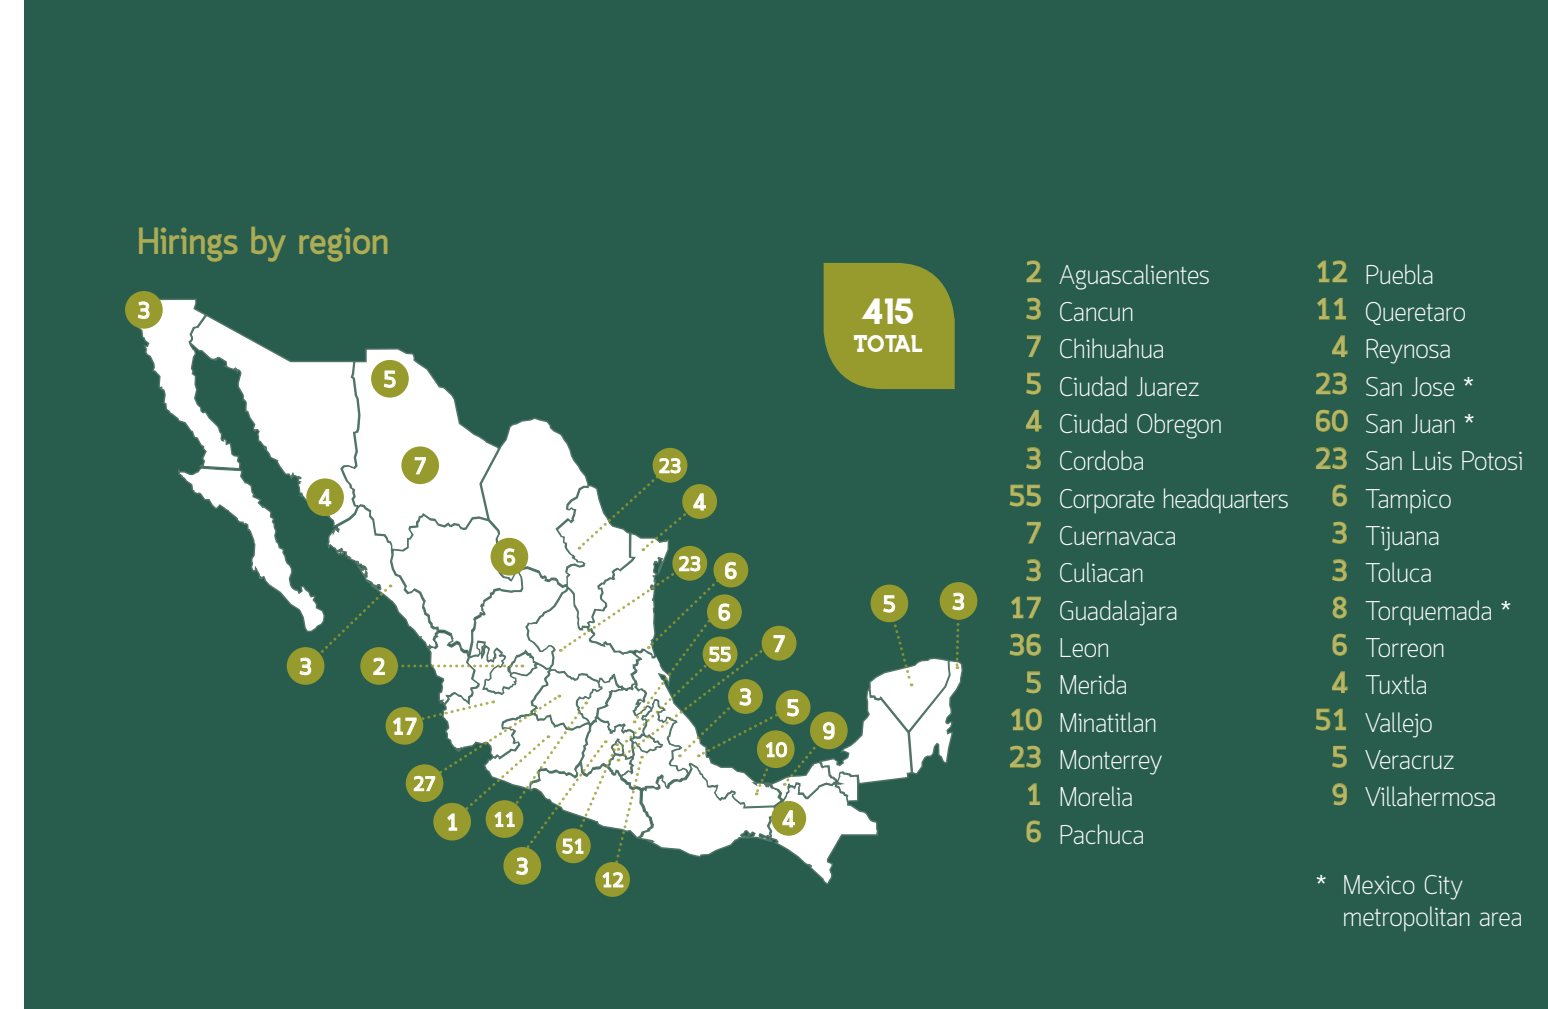 Hirings by region
415
TOTAL
3
5
7
4
6
23
4
23
6
6
55
7
3
5
9
10
4
5
3
3
2
17
27
1
11
3
51
12
2 Aguascalientes
3 Cancun
7 Chihuahua
5 Ciudad Juarez
4 Ciudad Obregon
3 Cordoba
55 Corporate headquarters
7 Cuernavaca
3 Culiacan
17 Guadalajara
36 Leon
5 Merida
10 Minatitlan
23 Monterrey
1 Morelia
6 Pachuca
12 Puebla
11 Queretaro
4 Reynosa
23 San Jose *
60 San Juan *
23 San Luis Potosi
6 Tampico
3 Tijuana
3 Toluca
8 Torquemada *
6 Torreon
4 Tuxtla
51 Vallejo
5 Veracruz
9 Villahermosa
* Mexico City
metropolitan area